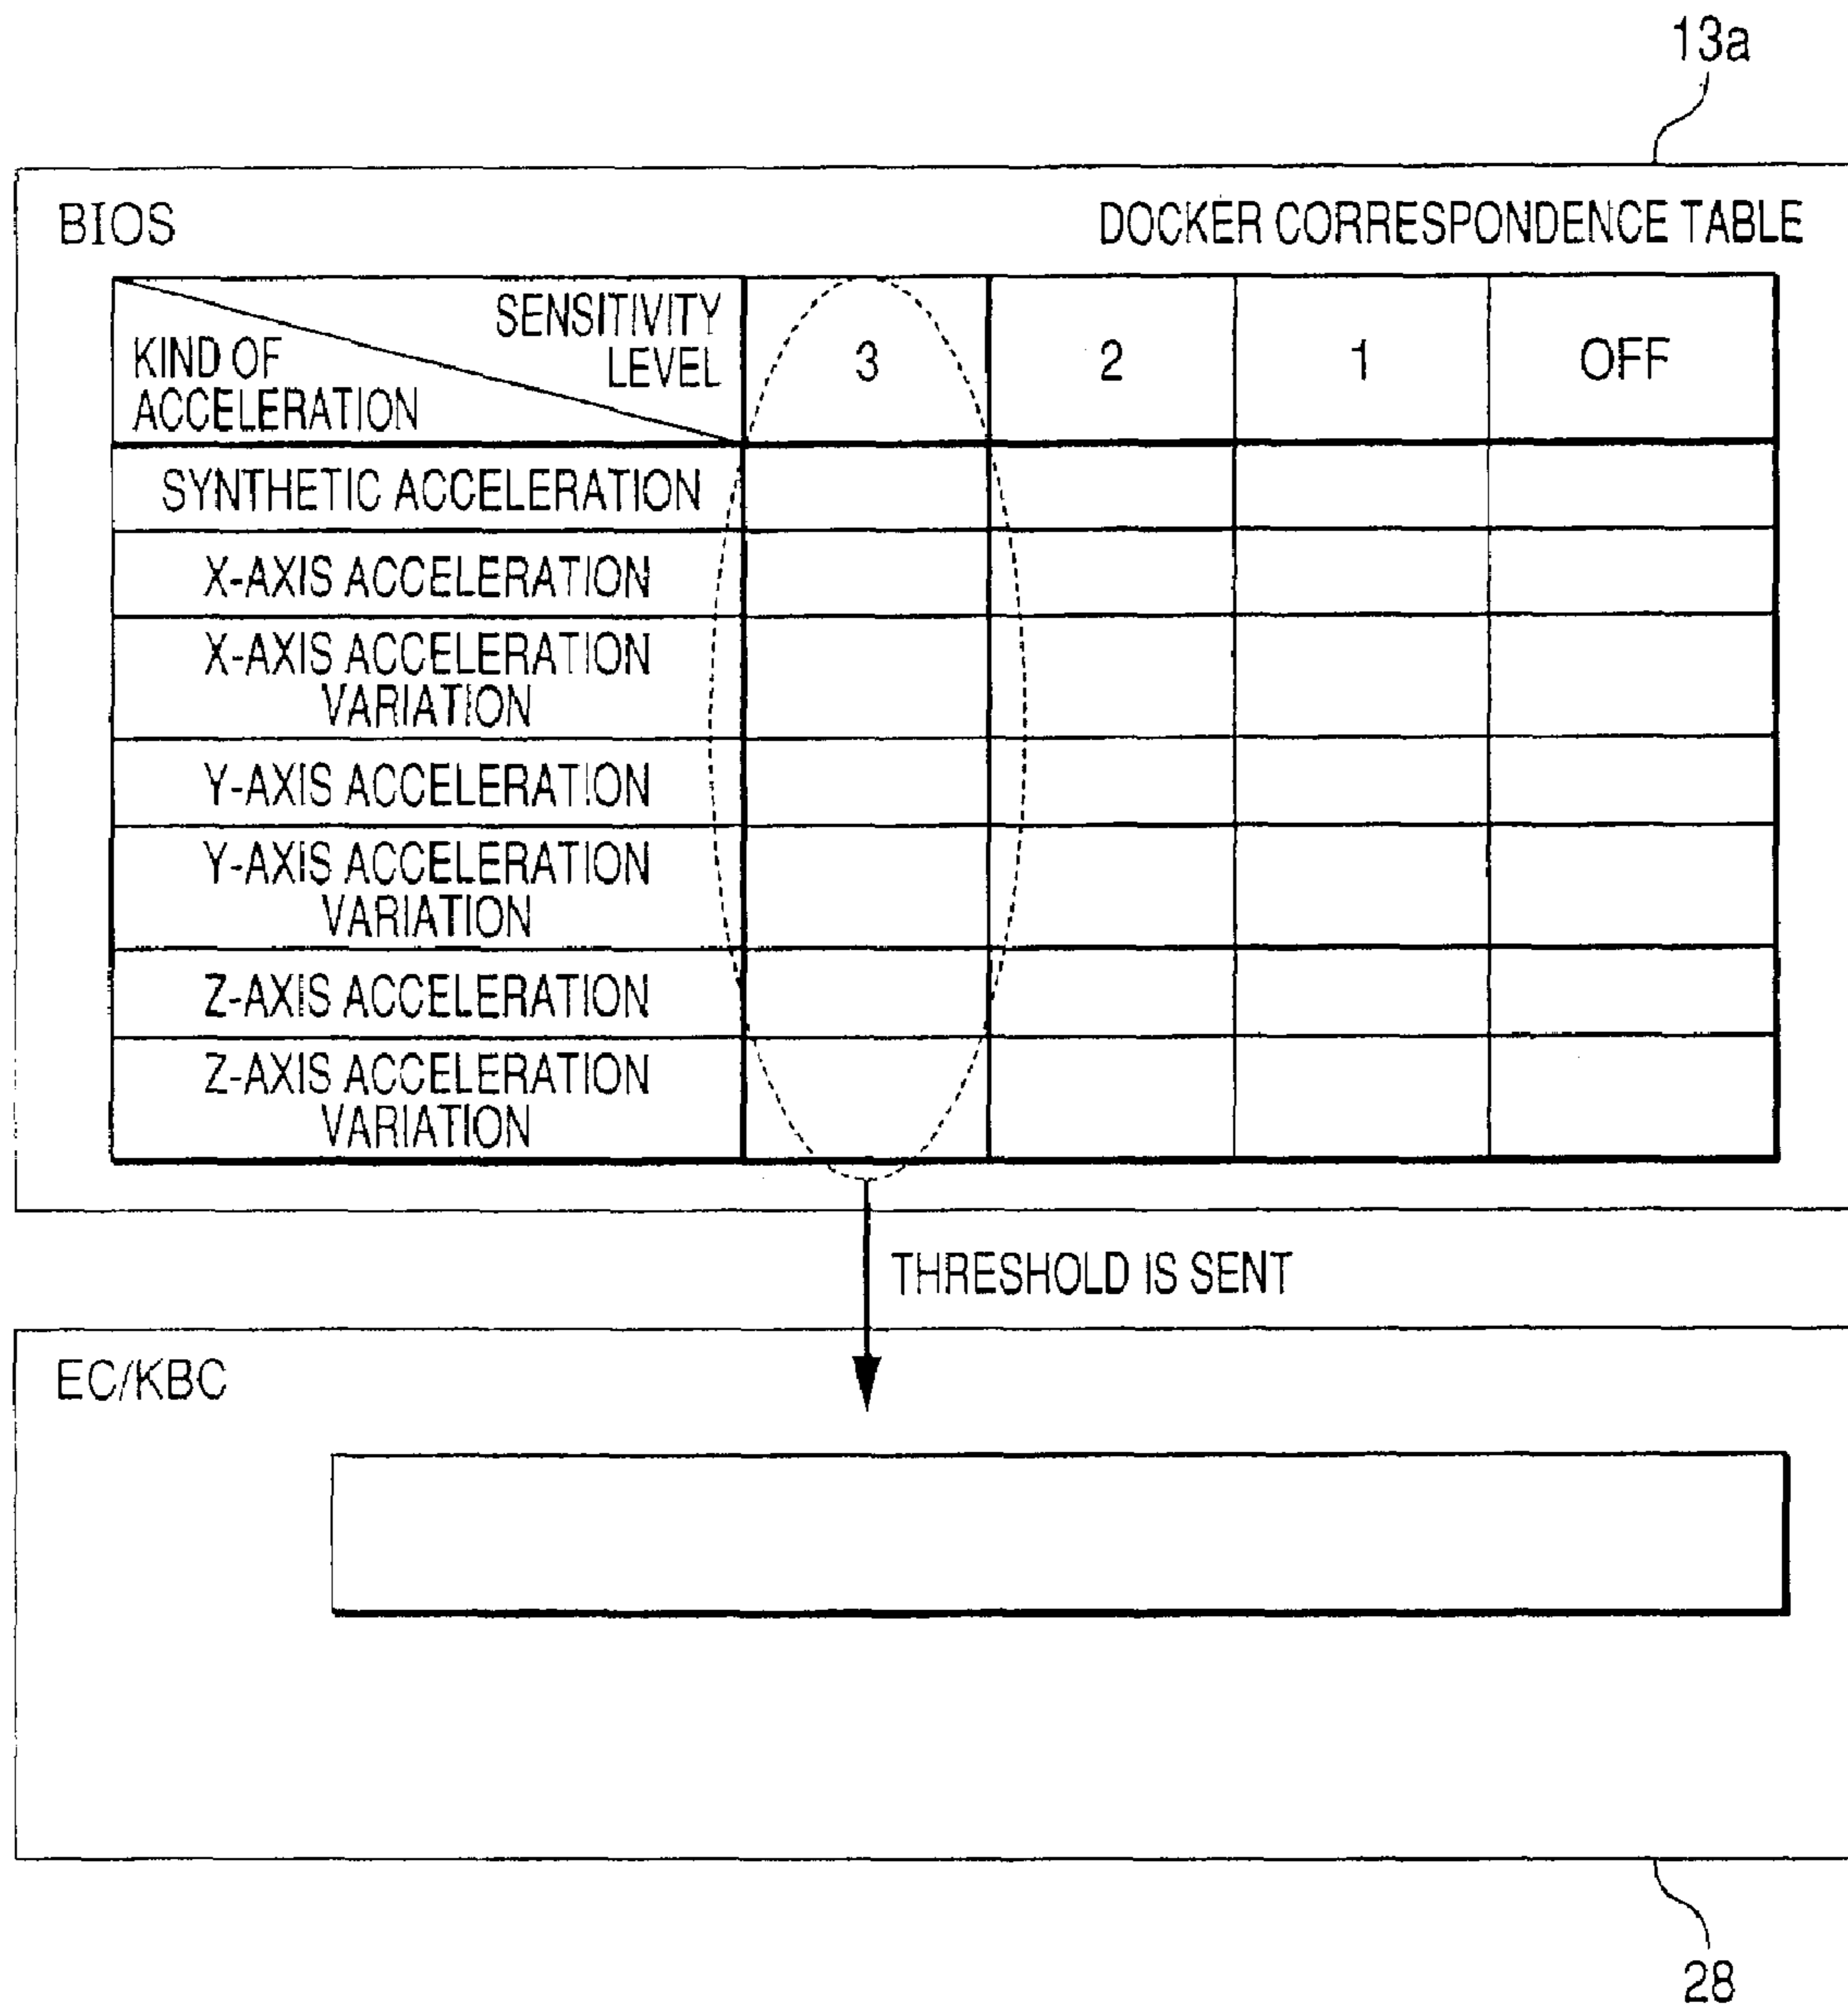 13a
BIOS
DOCKER CORRESPONDENCE TABLE
SENSITIVITY
LEVEL
KIND OF
ACCELERATION
3
2
1
OFF
SYNTHETIC ACCELERATION
X-AXIS ACCELERATION
X-AXIS ACCELERATION
VARIATION
Y-AXIS ACCELERATION
Y-AXIS ACCELERATION
VARIATION
Z-AXIS ACCELERATION
Z-AXIS ACCELERATION
VARIATION
THRESHOLD IS SENT
EC/KBC
28